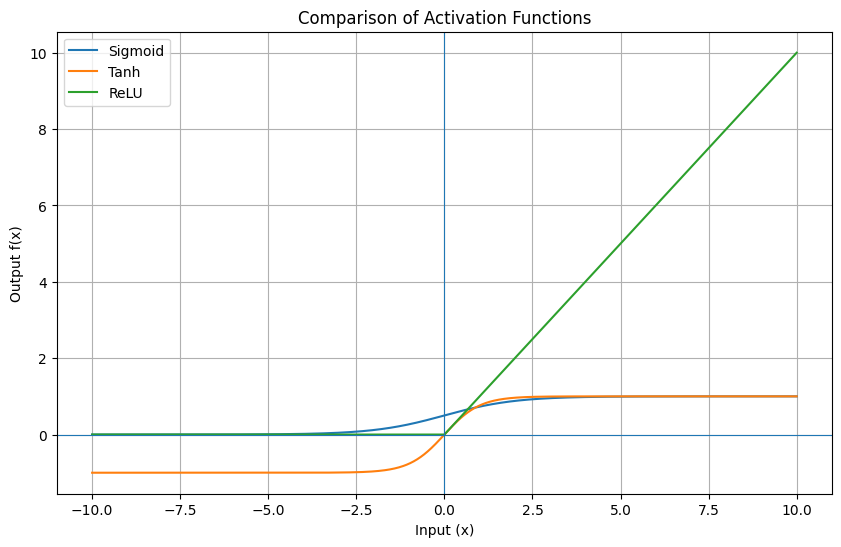 Comparison of Activation Functions
Sigmoid
Tanh
ReLU
10
8
6
4
2
0
Output f(x)
−10.0 −7.5 −5.0 −2.5 0.0 2.5 5.0 7.5 10.0
Input (x)